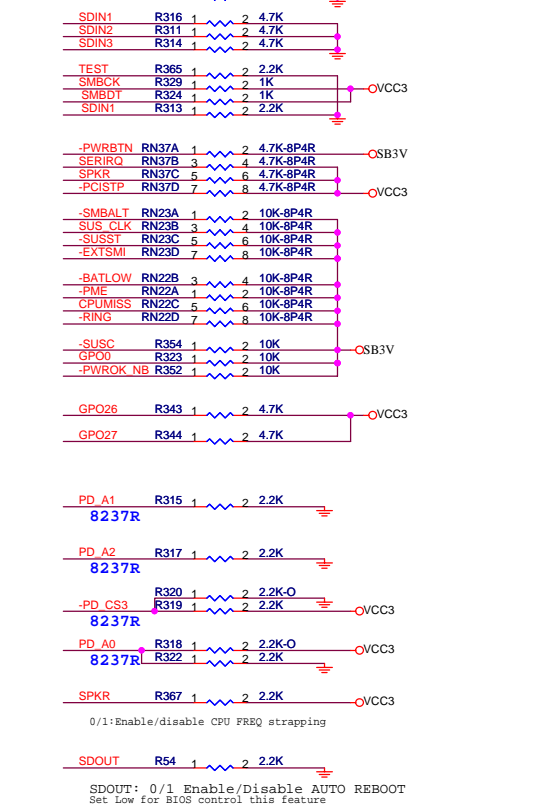 SDIN1 R316 1 2 4.7K
SDIN2 R311 1 2 4.7K
SDIN3 R314 1 2 4.7K
TEST R365 1 2 2.2K
SMBCK R329 1 2 1K VCC3
SMBDT R324 1 2 1K
SDIN1 R313 1 2 2.2K
-PWRBTN RN37A 1 2 4.7K-8P4R SB3V
SERIRQ RN37B 3 4 4.7K-8P4R
SPKR RN37C 5 6 4.7K-8P4R
-PCISTP RN37D 7 8 4.7K-8P4R VCC3
-SMBALT RN23A 1 2 10K-8P4R
SUS_CLK RN23B 3 4 10K-8P4R
-SUSST RN23C 5 6 10K-8P4R
-EXTSMI RN23D 7 8 10K-8P4R
-BATLOW RN22B 3 4 10K-8P4R
-PME RN22A 1 2 10K-8P4R
CPUMISS RN22C 5 6 10K-8P4R
-RING RN22D 7 8 10K-8P4R
-SUSC R354 1 2 10K SB3V
GPO0 R323 1 2 10K
-PWROK_NB R352 1 2 10K
GPO26 R343 1 2 4.7K VCC3
GPO27 R344 1 2 4.7K
PD_A1 R315 1 2 2.2K
8237R
PD_A2 R317 1 2 2.2K
8237R
R320 1 2 2.2K-O
-PD_CS3 R319 1 2 2.2K VCC3
8237R
PD_A0 R318 1 2 2.2K-O VCC3
8237R R322 1 2 2.2K
SPKR R367 1 2 2.2K VCC3
0/1:Enable/disable CPU FREQ strapping
SDOUT R54 1 2 2.2K
SDOUT: 0/1 Enable/Disable AUTO REBOOT
Set Low for BIOS control this feature